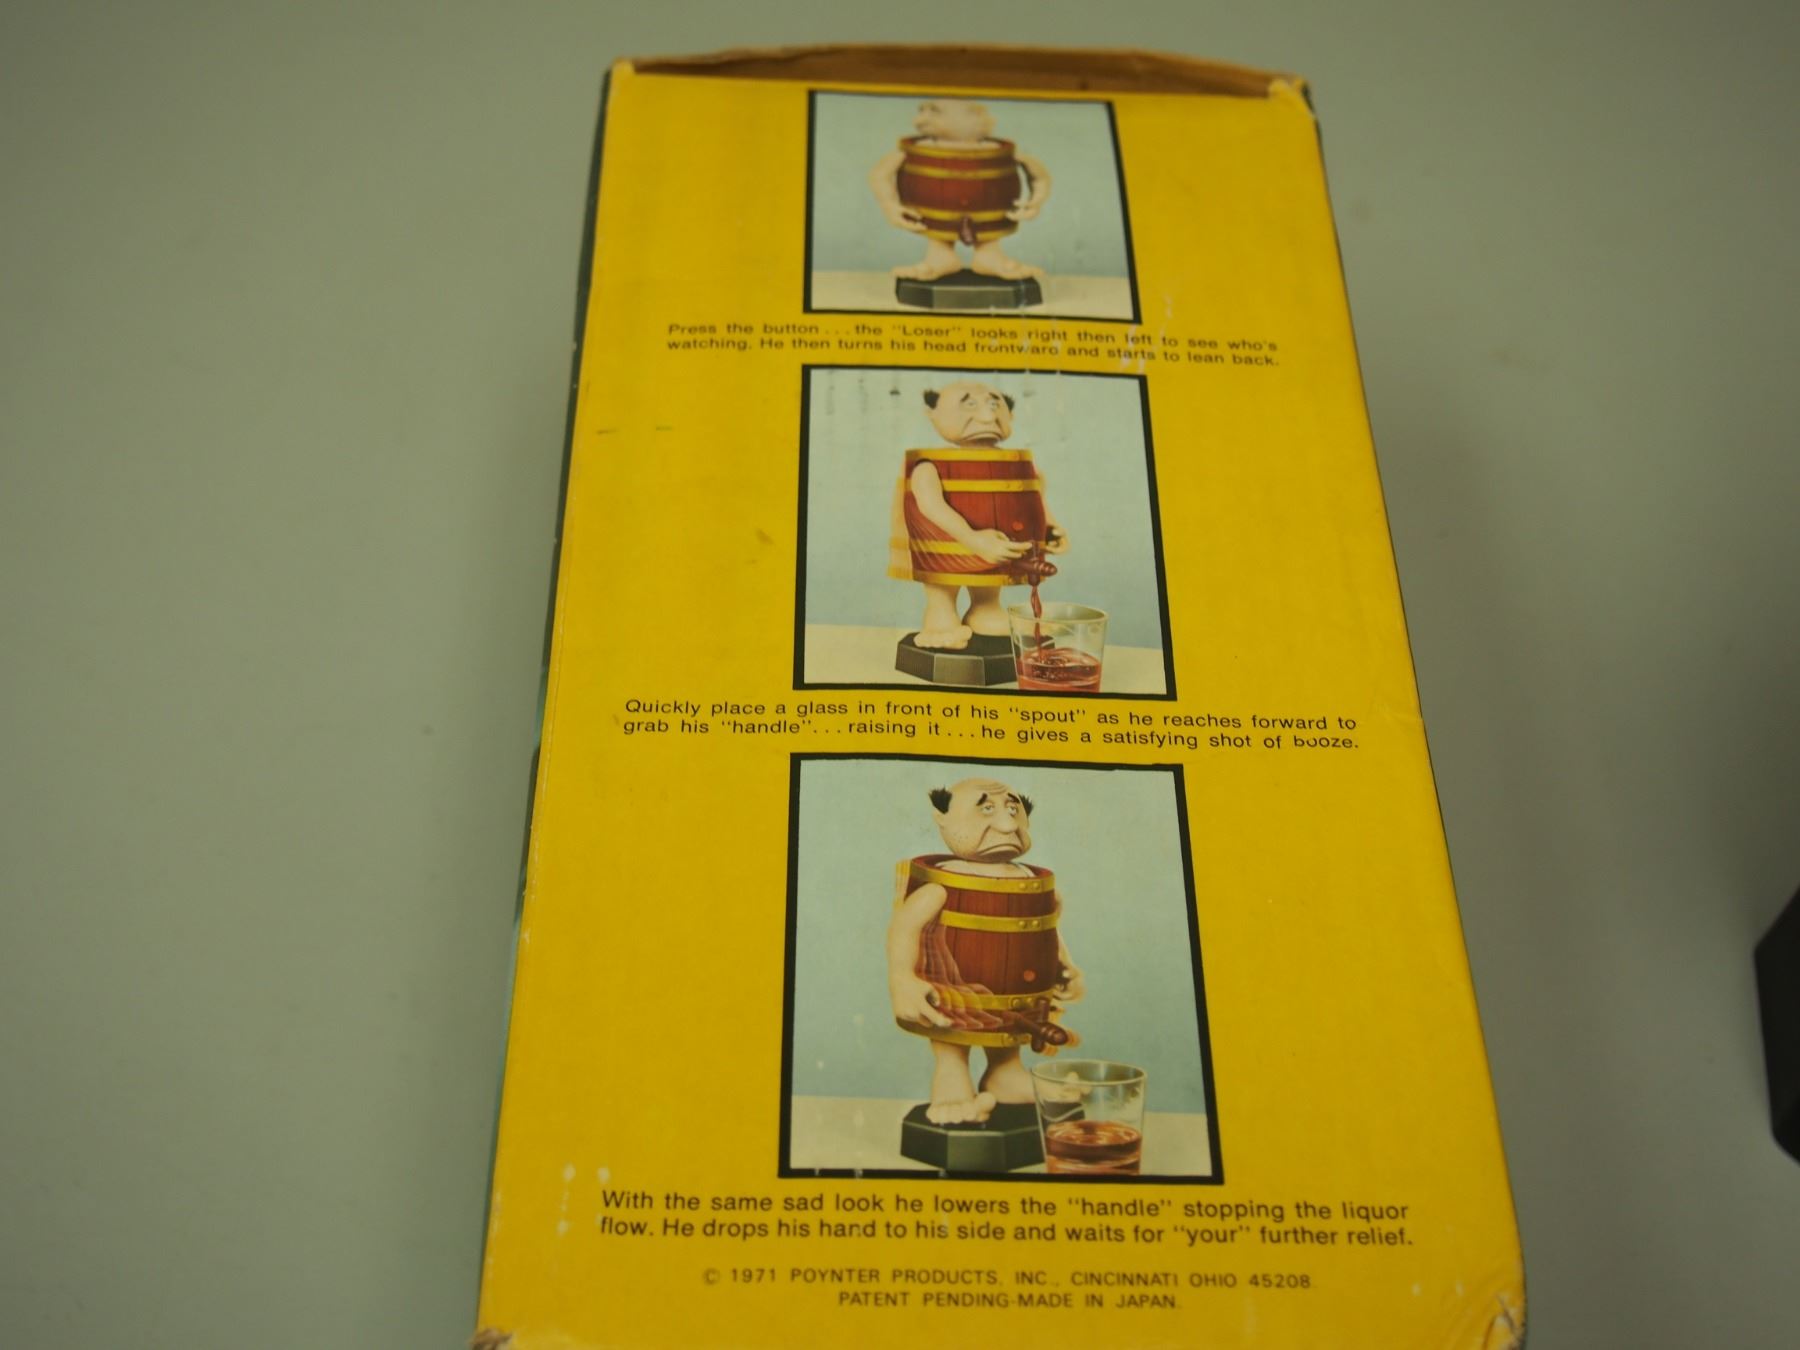 Press the button... the "Loser" looks right then left to see who's
watching. He then turns his head frontward and starts to lean back.
Quickly place a glass in front of his "spout" as he reaches forward to
grab his "handle"... raising it... he gives a satisfying shot of booze.
With the same sad look he lowers the "handle" stopping the liquor
flow. He drops his hand to his side and waits for "your" further relief.
© 1971 POYNTER PRODUCTS, INC., CINCINNATI OHIO 45208
PATENT PENDING-MADE IN JAPAN.